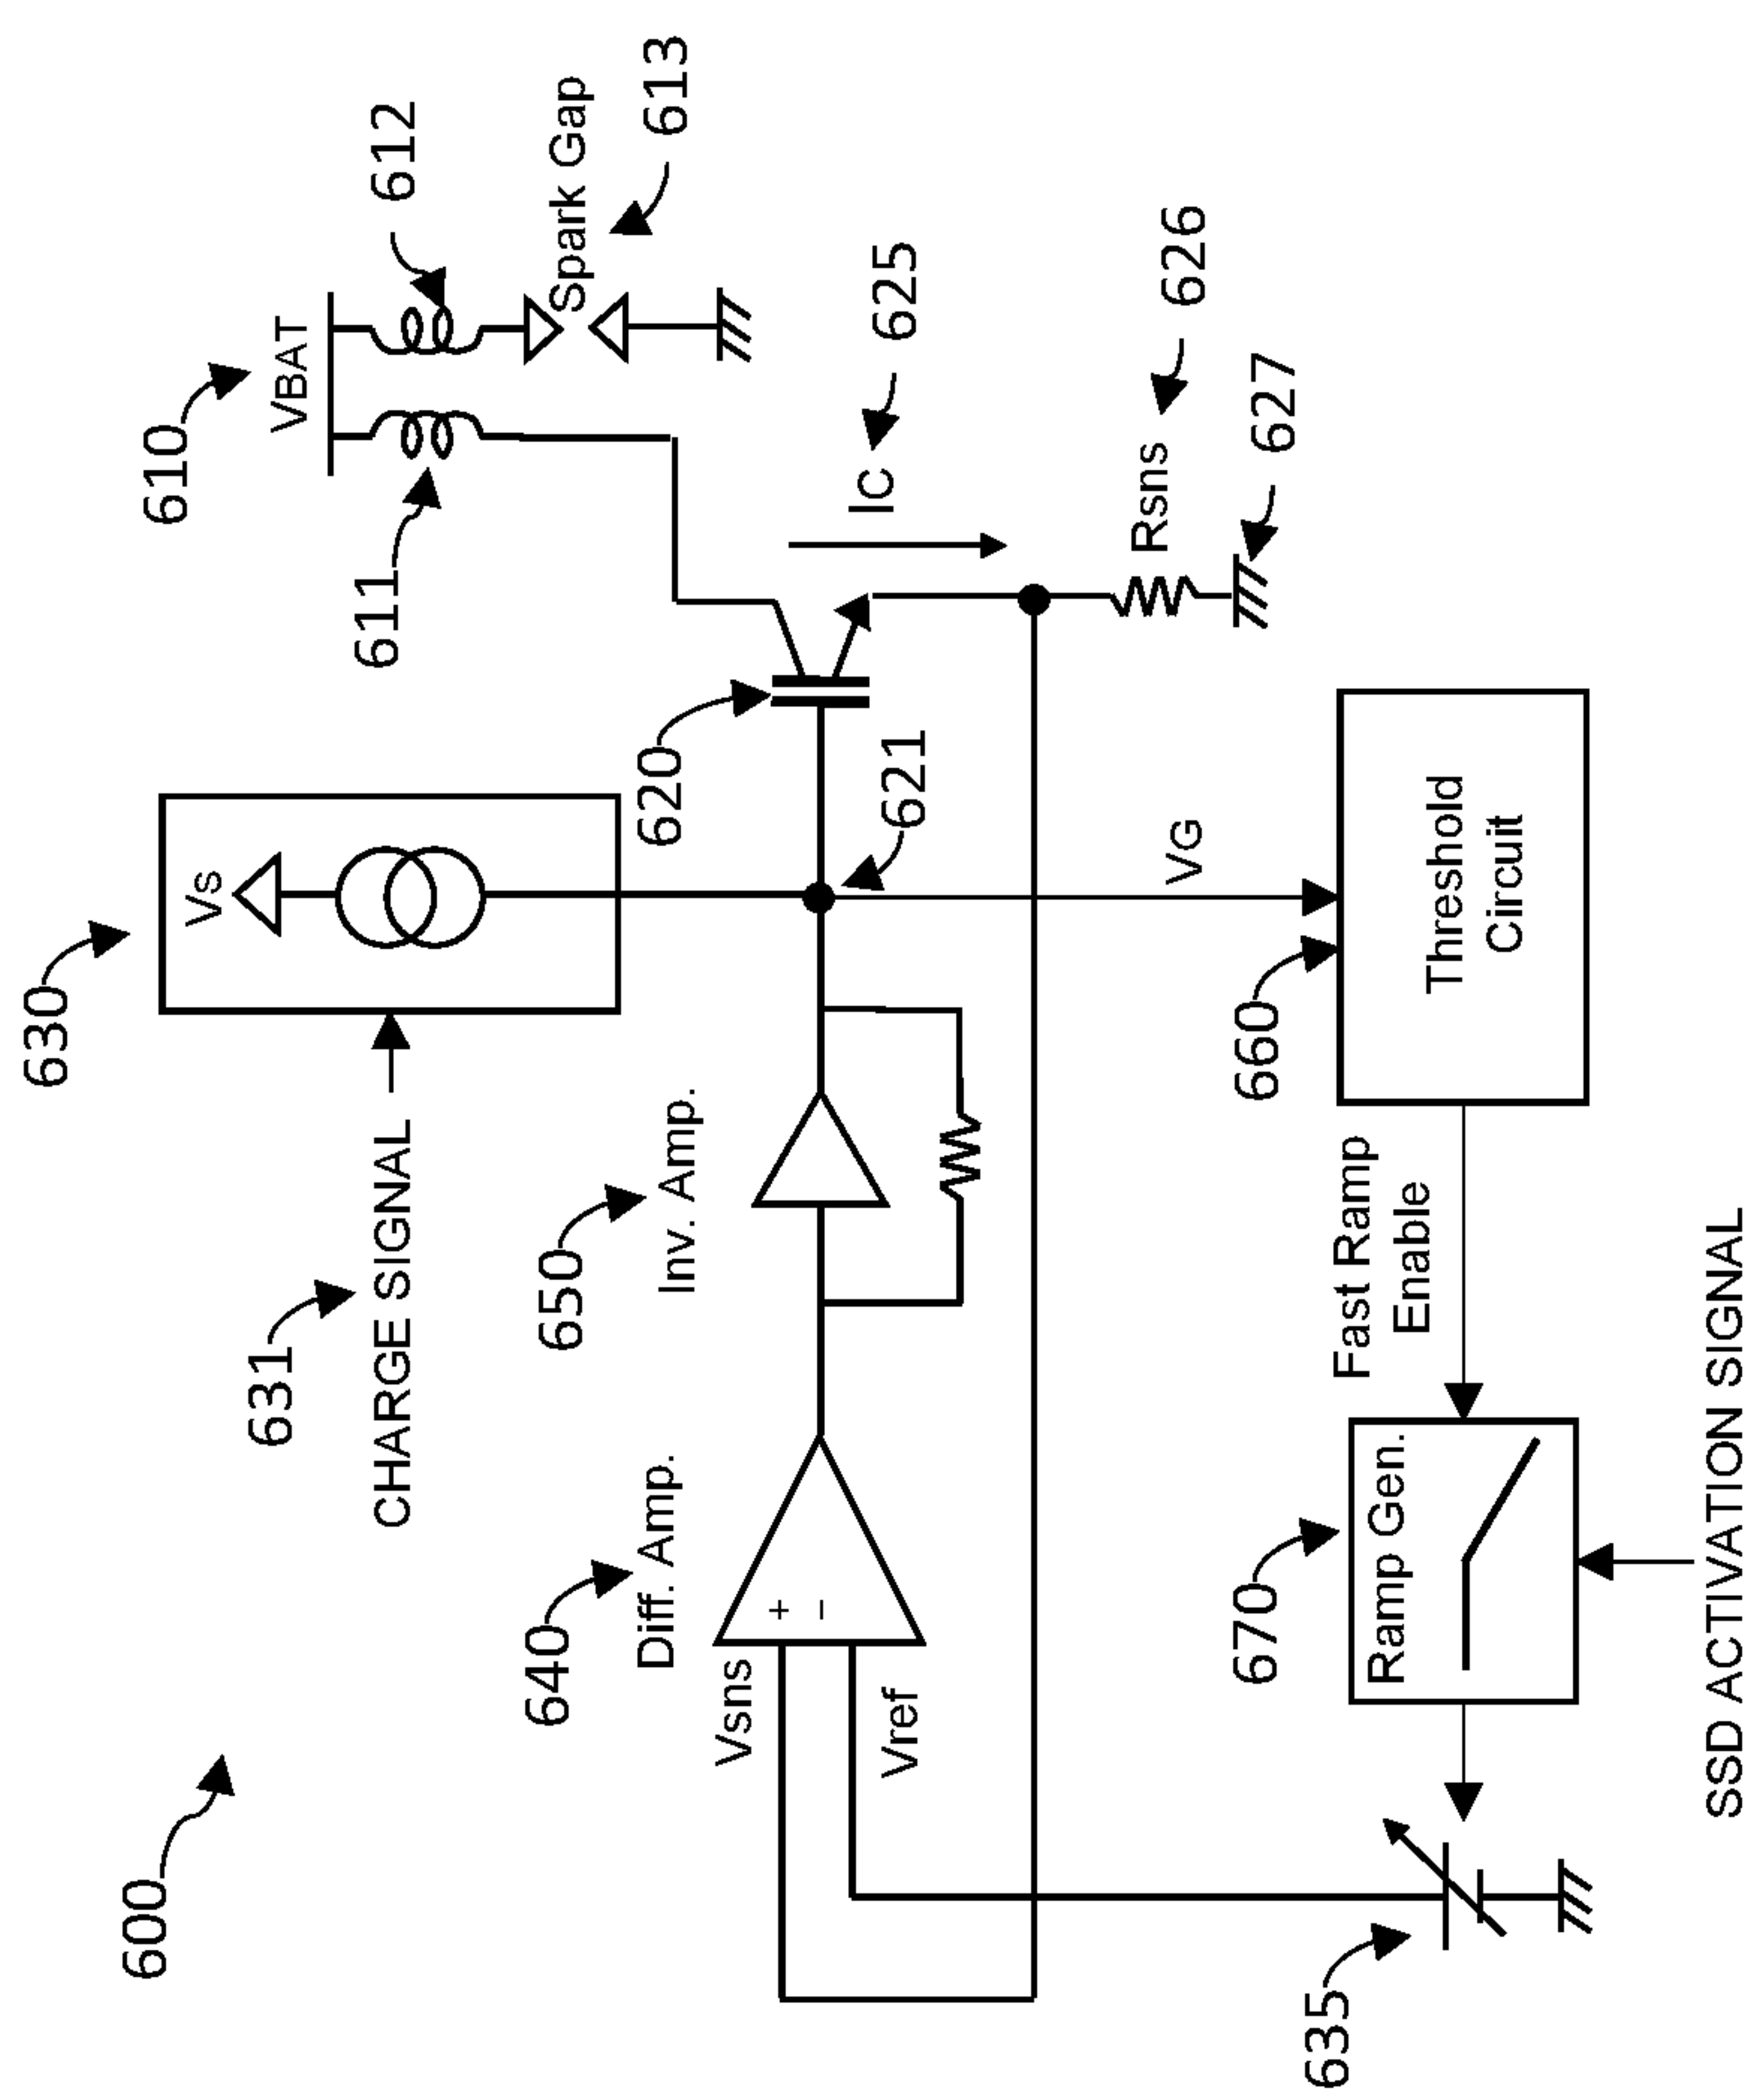 600
630
VS
631
CHARGE SIGNAL
610
VBAT
611
612
Spark Gap
613
620
621
IC
625
Rsns
626
627
640
Diff. Amp.
650
Inv. Amp.
Vsns
+
−
Vref
VG
660
Threshold
Circuit
Fast Ramp
Enable
670
Ramp Gen.
635
SSD ACTIVATION SIGNAL